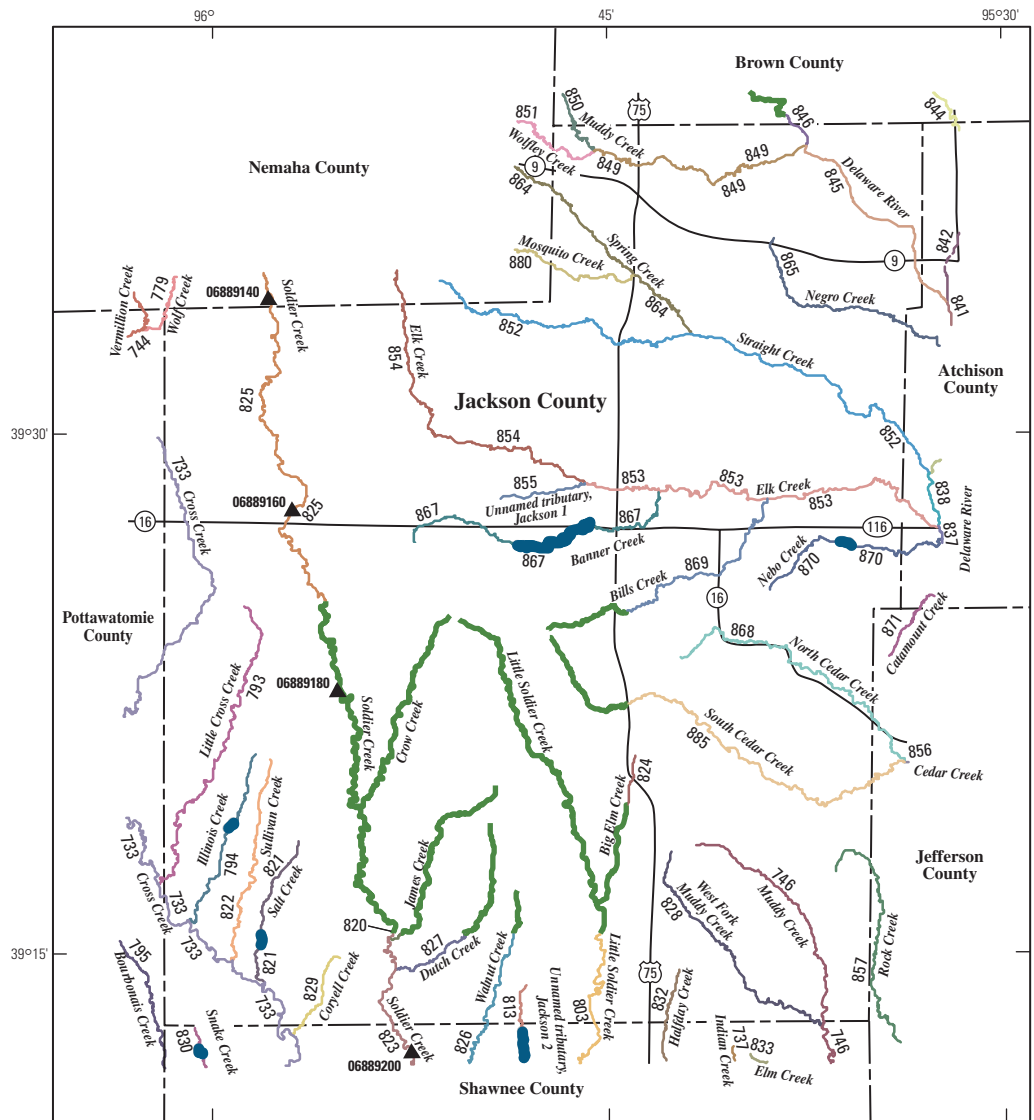 96°
45'
95°30'
Brown County
75
850
851
Muddy Creek
846
844
Wolfley Creek
849
849
849
9
864
845
Delaware River
Nemaha County
Mosquito Creek
880
Spring Creek
864
865
842
9
Negro Creek
841
Vermillion Creek
779
Wolf Creek
744
06889140
Soldier Creek
Elk Creek
854
852
Straight Creek
Atchison
County
825
Jackson County
39°30'
854
852
733
Cross Creek
06889160
825
855
Unnamed tributary,
Jackson 1
853
853
Elk Creek
853
838
16
867
867
867
Banner Creek
116
837
Delaware River
Nebo Creek
870
870
869
Bills Creek
16
Pottawatomie
County
871
Catamount Creek
868
North Cedar Creek
Little Cross Creek
793
06889180
Soldier Creek
Crow Creek
Little Soldier Creek
South Cedar Creek
885
856
Cedar Creek
824
Big Elm Creek
Illinois Creek
794
Sullivan Creek
822
821
Salt Creek
821
733
Cross Creek
733
733
733
James Creek
820
827
Dutch Creek
Walnut Creek
826
746
Muddy Creek
West Fork
Muddy Creek
828
Jefferson
County
39°15'
795
Bourbonais Creek
829
Coryell Creek
Soldier Creek
823
813
Unnamed tributary,
Jackson 2
803
Little Soldier Creek
75
832
Halfday Creek
857
Rock Creek
830
Snake Creek
06889200
Indian Creek
737
833
Elm Creek
746
Shawnee County